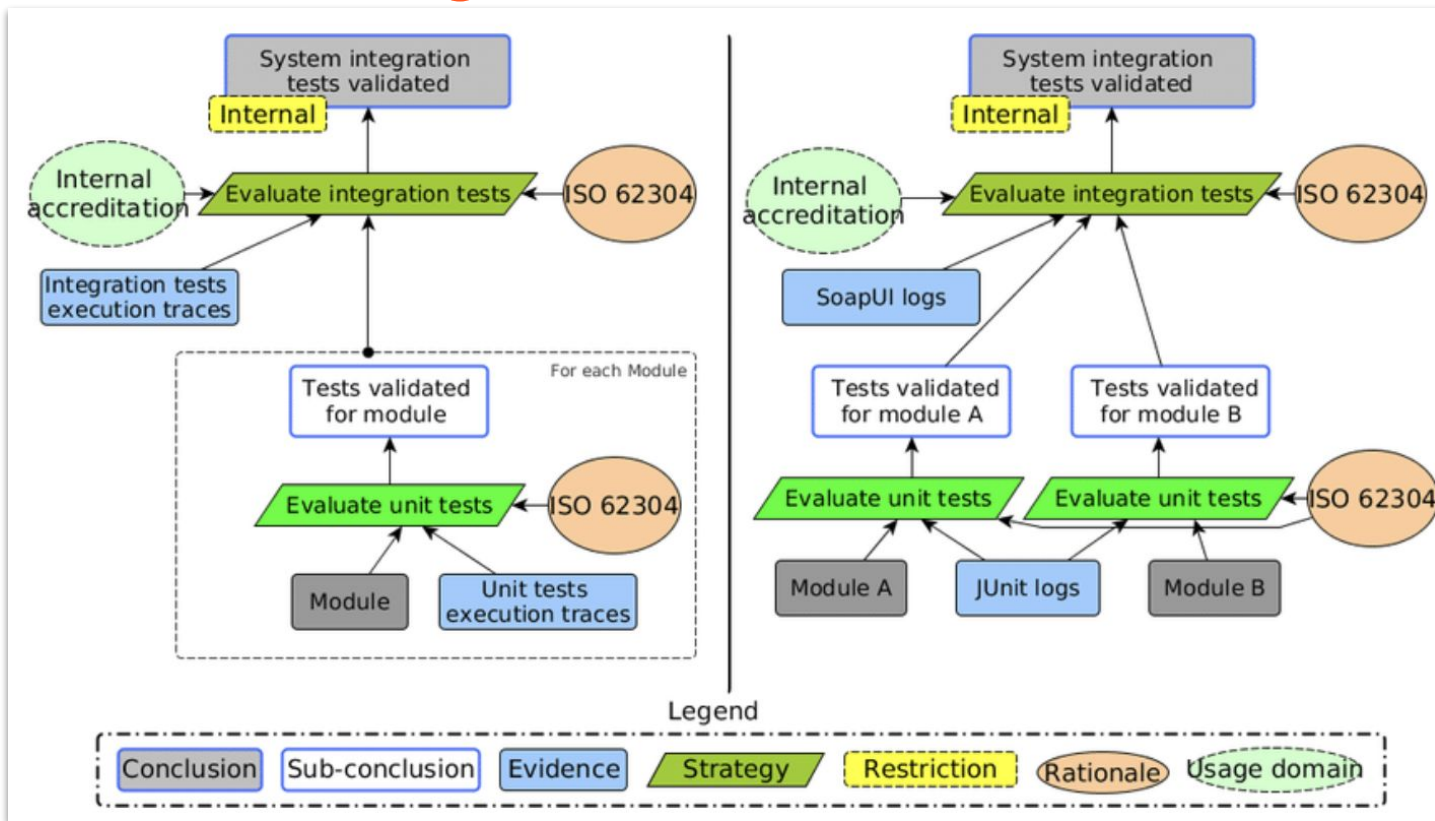 System integration
tests validated
Internal
Internal
accreditation
Evaluate integration tests
ISO 62304
Integration tests
execution traces
For each Module
Tests validated
for module
Evaluate unit tests
ISO 62304
Module
Unit tests
execution traces
System integration
tests validated
Internal
Internal
accreditation
Evaluate integration tests
ISO 62304
SoapUI logs
Tests validated
for module A
Tests validated
for module B
Evaluate unit tests
Evaluate unit tests
ISO 62304
Module A
JUnit logs
Module B
Legend
Conclusion
Sub-conclusion
Evidence
Strategy
Restriction
Rationale
Usage domain